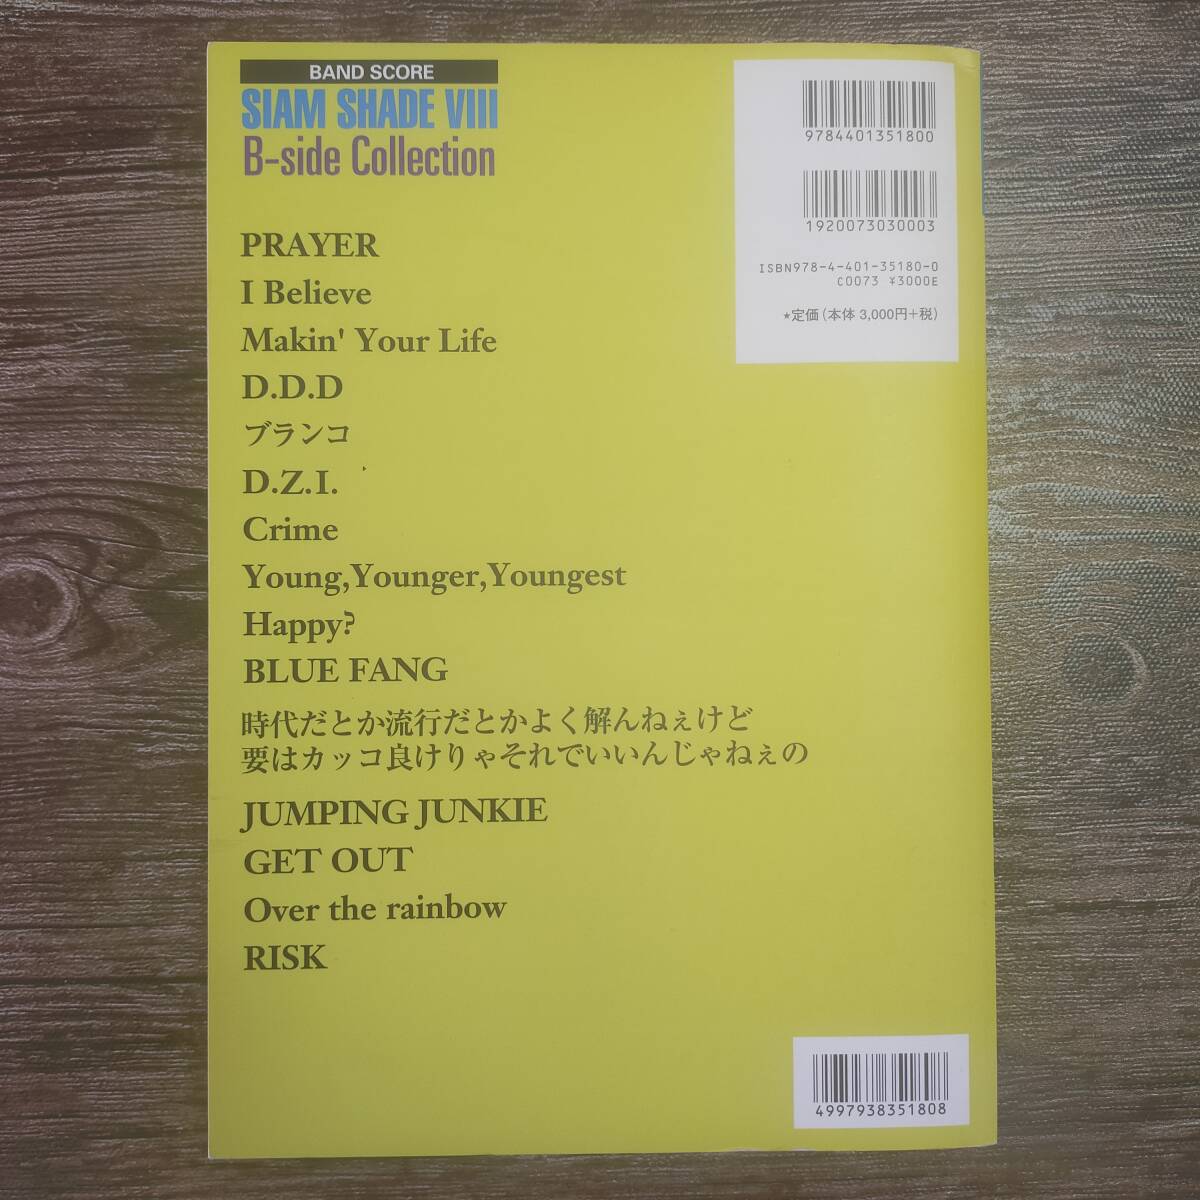 BAND SCORE
SIAM SHADE VIII
B-side Collection
PRAYER
I Believe
Makin' Your Life
D.D.D
ブランコ
D.Z.I.
Crime
Young,Younger,Youngest
Happy?
BLUE FANG
時代だとか流行だとかよく解んねぇけど
要はカッコ良けりゃそれでいいんじゃねぇの
JUMPING JUNKIE
GET OUT
Over the rainbow
RISK
9784401351800
1920073030003
ISBN978-4-401-35180-0
C0073 ¥3000E
★定価(本体 3,000円+税)
4997938351808